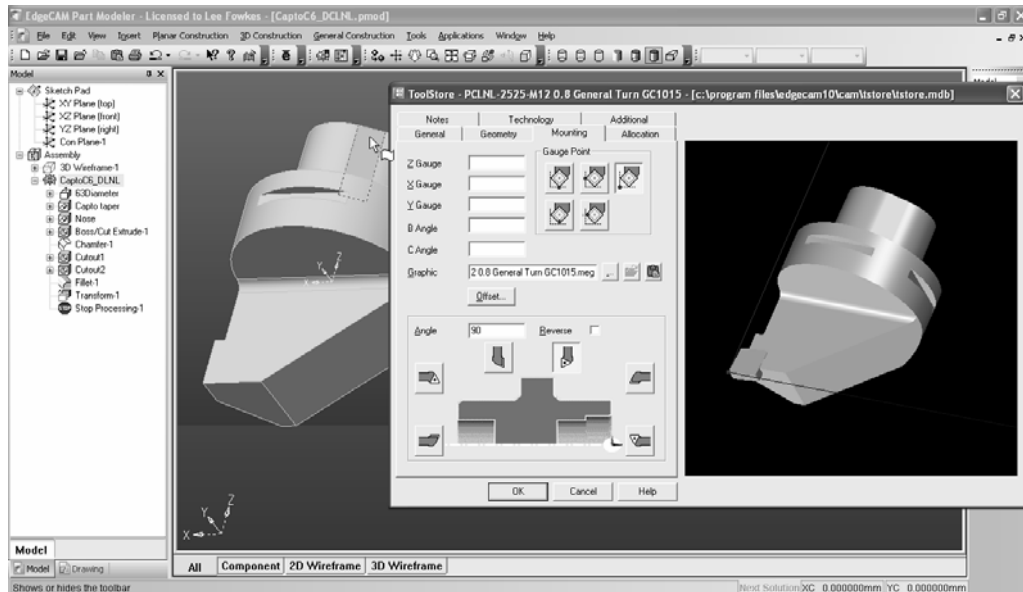 EdgeCAM Part Modeler - Licensed to Lee Fowkes - [CaptoC6_DCLNL.pmod]
File Edit View Insert Planar Construction 3D Construction General Construction Tools Applications Window Help
Model
Sketch Pad
XY Plane (top)
XZ Plane (front)
YZ Plane (right)
Con Plane-1
Assembly
3D Wireframe-1
CaptoC6_DLNL
63Diameter
Capto taper
Nose
Boss/Cut Extrude-1
Chamfer-1
Cutout1
Cutout2
Fillet-1
Transform-1
Stop Processing-1
Model
Model Drawing
ToolStore - PCLNL-2525-M12 0.8 General Turn GC1015 - [c:\program files\edgecam10\cam\tstore\tstore.mdb]
Notes Technology Additional
General Geometry Mounting Allocation
Z Gauge
X Gauge
Y Gauge
B Angle
C Angle
Gauge Point
Graphic 2 0.8 General Turn GC1015.meg ...
Offset...
Angle 90 Reverse
OK Cancel Help
Y Z X
Y Z X
All Component 2D Wireframe 3D Wireframe
Shows or hides the toolbar
Next Solution XC 0.000000mm YC 0.000000mm